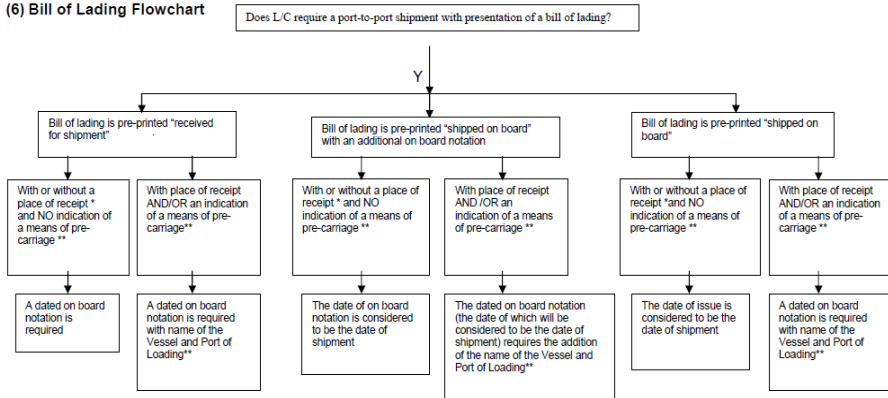 (6) Bill of Lading Flowchart
Does L/C require a port-to-port shipment with presentation of a bill of lading?
Y
Bill of lading is pre-printed “received
for shipment”
Bill of lading is pre-printed “shipped on board”
with an additional on board notation
Bill of lading is pre-printed “shipped on
board”
With or without a
place of receipt *
and NO indication of
a means of pre-
carriage **
With place of receipt
AND/OR an indication
of a means of pre-
carriage**
With or without a place of
receipt * and NO
indication of a means of
pre-carriage **
With place of receipt
AND /OR an
indication of a means
of pre-carriage **
With or without a place of
receipt *and NO
indication of a means of
pre-carriage **
With place of receipt
AND/OR an indication
of a means of pre-
carriage**
A dated on board
notation is
required
A dated on board
notation is required
with name of the
Vessel and Port of
Loading**
The date of on board
notation is considered
to be the date of
shipment
The dated on board notation
(the date of which will be
considered to be the date of
shipment) requires the addition
of the name of the Vessel and
Port of Loading**
The date of issue is
considered to be the
date of shipment
A dated on board
notation is required
with name of the
Vessel and Port of
Loading**